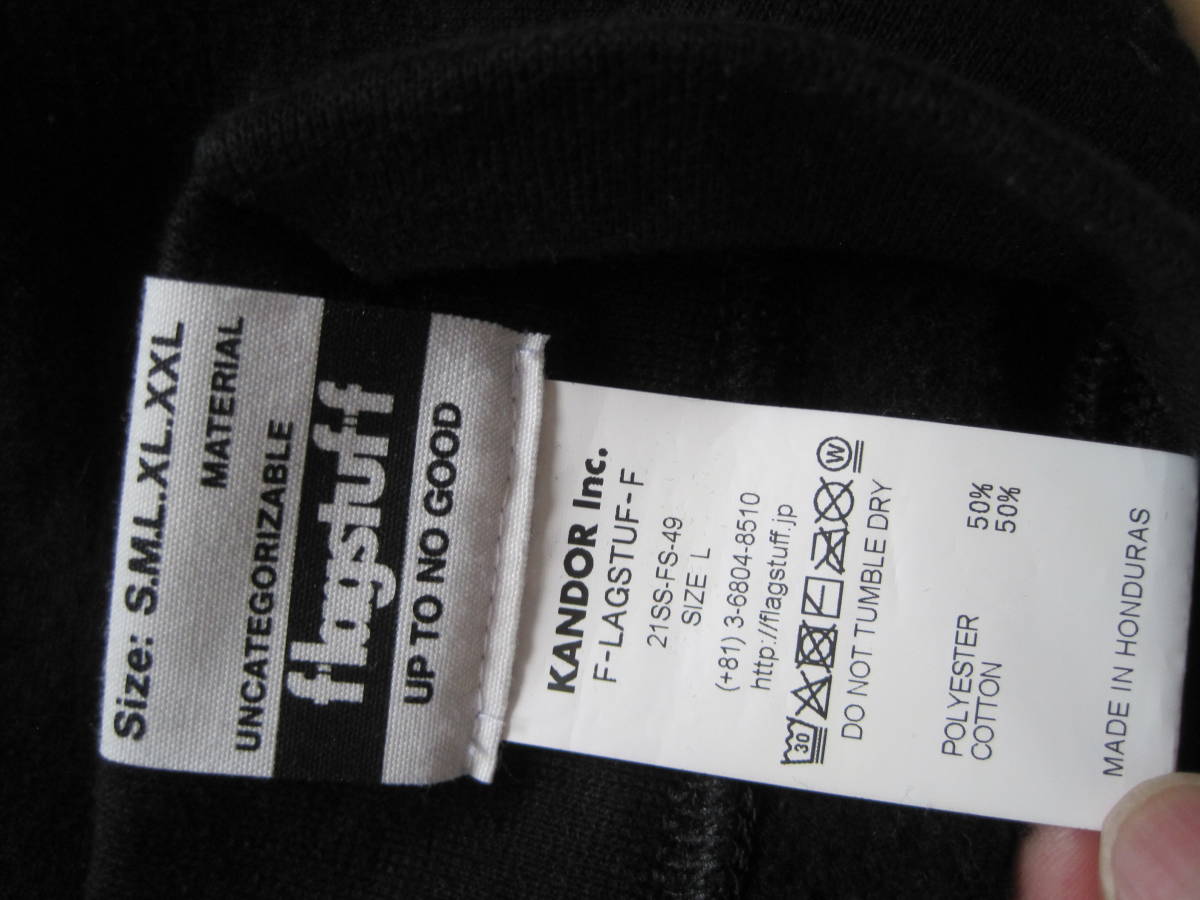 Size: S.M.L.XL.XXL
MATERIAL
UNCATEGORIZABLE
flagstuff
UP TO NO GOOD
KANDOR Inc.
F-LAGSTUF-F
21SS-FS-49
SIZE L
(+81) 3-6804-8510
http://flagstuff.jp
30 W
DO NOT TUMBLE DRY
POLYESTER 50%
COTTON 50%
MADE IN HONDURAS